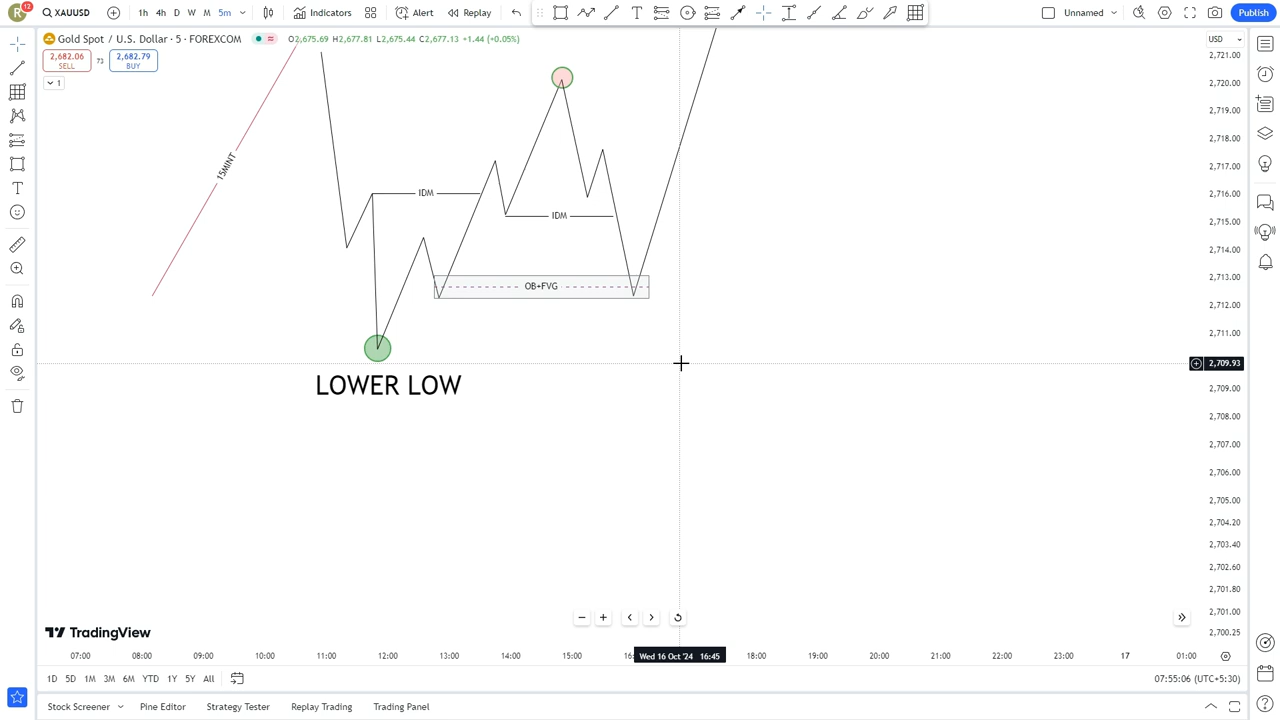 R 12 XAUUSD 1h 4h D W M 5m Indicators Alert Replay Unnamed Publish
Gold Spot / U.S. Dollar · 5 · FOREXCOM O2,675.69 H2,677.81 L2,675.44 C2,677.13 +1.44 (+0.05%) USD
2,682.06 SELL 73 2,682.79 BUY
1
15MINT
IDM
IDM
OB+FVG
LOWER LOW
2,721.00
2,720.00
2,719.00
2,718.00
2,717.00
2,716.00
2,715.00
2,714.00
2,713.00
2,712.00
2,711.00
2,709.93
2,709.00
2,708.00
2,707.00
2,706.00
2,705.00
2,704.20
2,703.40
2,702.60
2,701.80
2,701.00
2,700.25
TradingView
07:00 08:00 09:00 10:00 11:00 12:00 13:00 14:00 15:00 Wed 16 Oct '24 16:45 18:00 19:00 20:00 21:00 22:00 23:00 17 01:00
1D 5D 1M 3M 6M YTD 1Y 5Y All 07:55:06 (UTC+5:30)
Stock Screener Pine Editor Strategy Tester Replay Trading Trading Panel